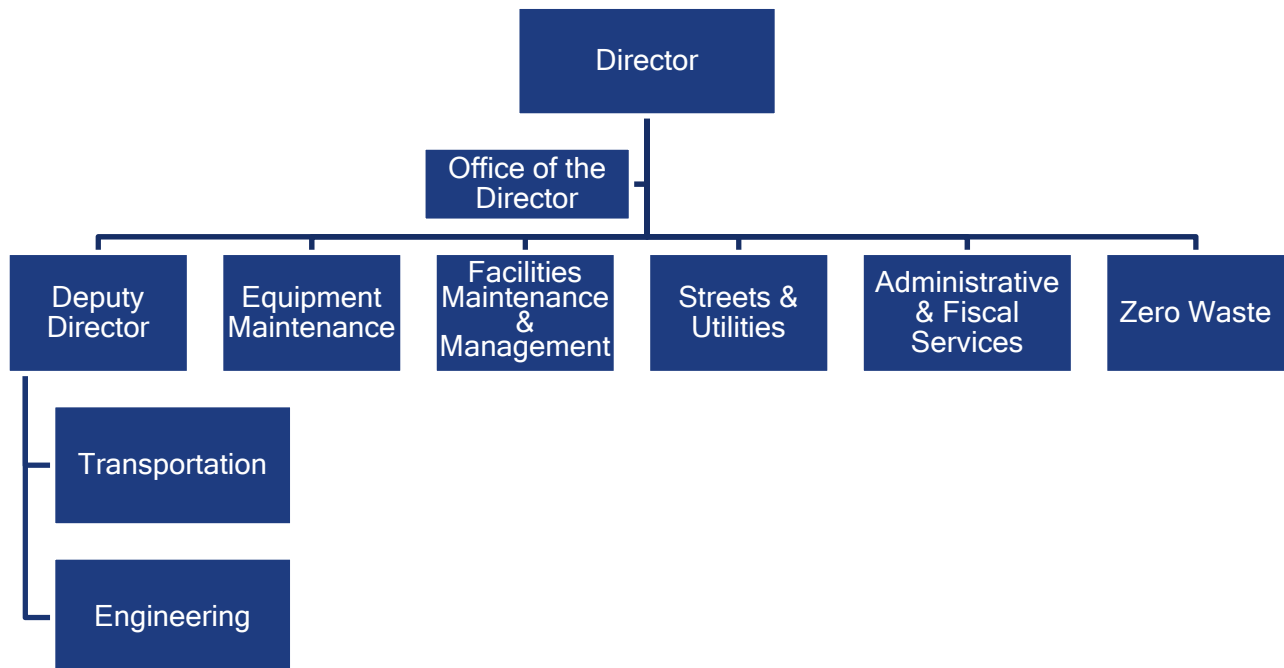 Director
Office of the
Director
Deputy
Director
Equipment
Maintenance
Facilities
Maintenance
&
Management
Streets &
Utilities
Administrative
& Fiscal
Services
Zero Waste
Transportation
Engineering